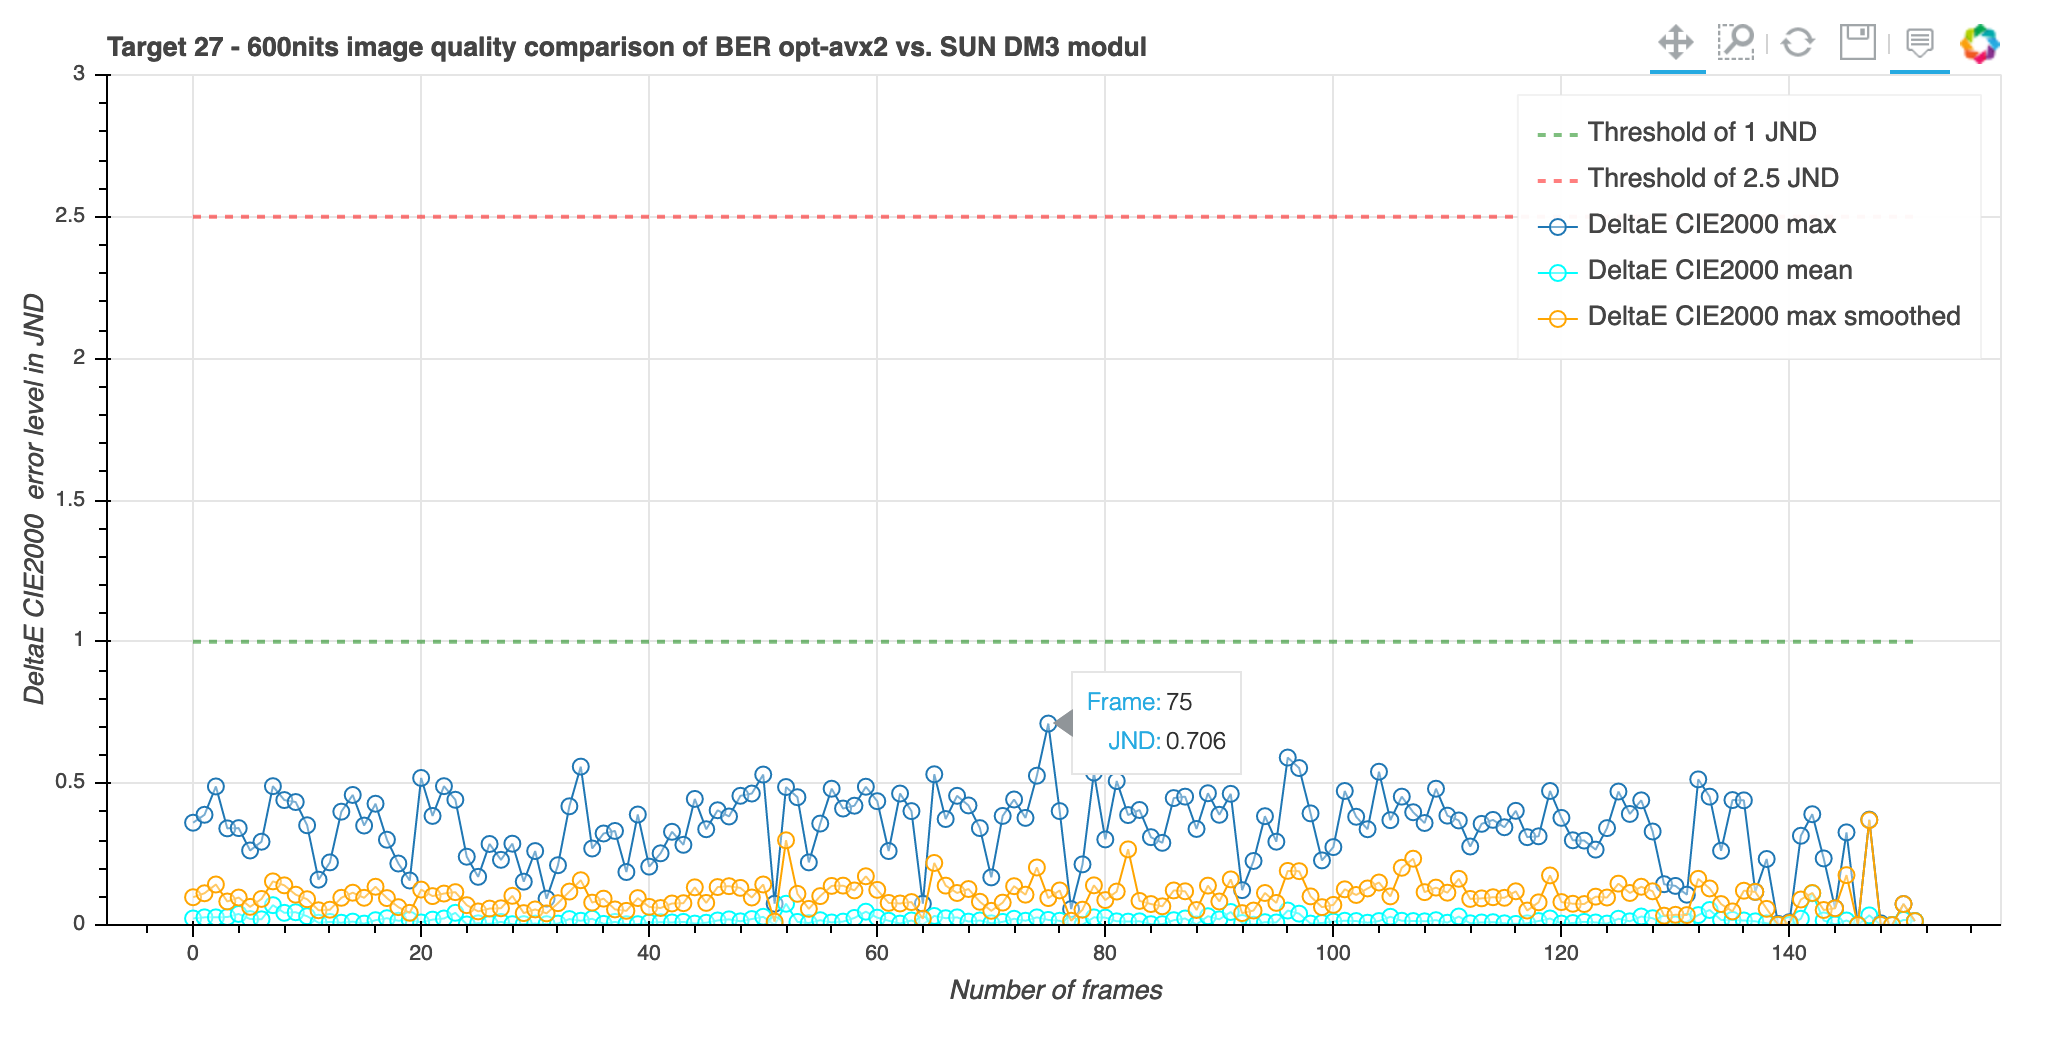 Target 27 - 600nits image quality comparison of BER opt-avx2 vs. SUN DM3 modul
Threshold of 1 JND
Threshold of 2.5 JND
DeltaE CIE2000 max
DeltaE CIE2000 mean
DeltaE CIE2000 max smoothed
DeltaE CIE2000 error level in JND
3
2.5
2
1.5
1
0.5
0
Frame: 75
JND: 0.706
0 20 40 60 80 100 120 140
Number of frames